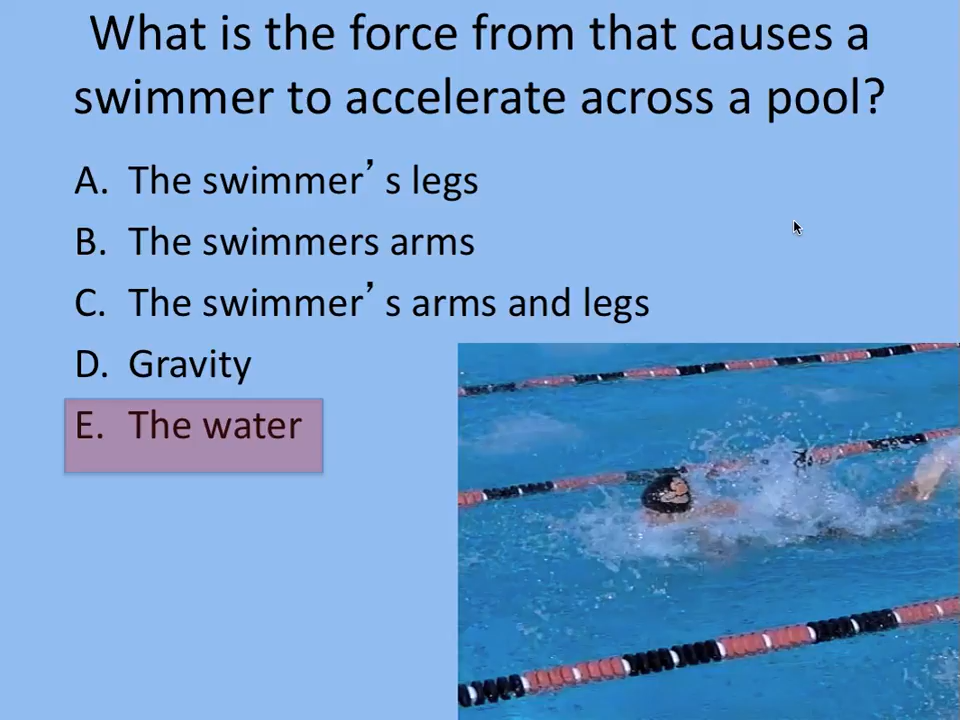 What is the force from that causes a
swimmer to accelerate across a pool?
A. The swimmer’s legs
B. The swimmers arms
C. The swimmer’s arms and legs
D. Gravity
E. The water